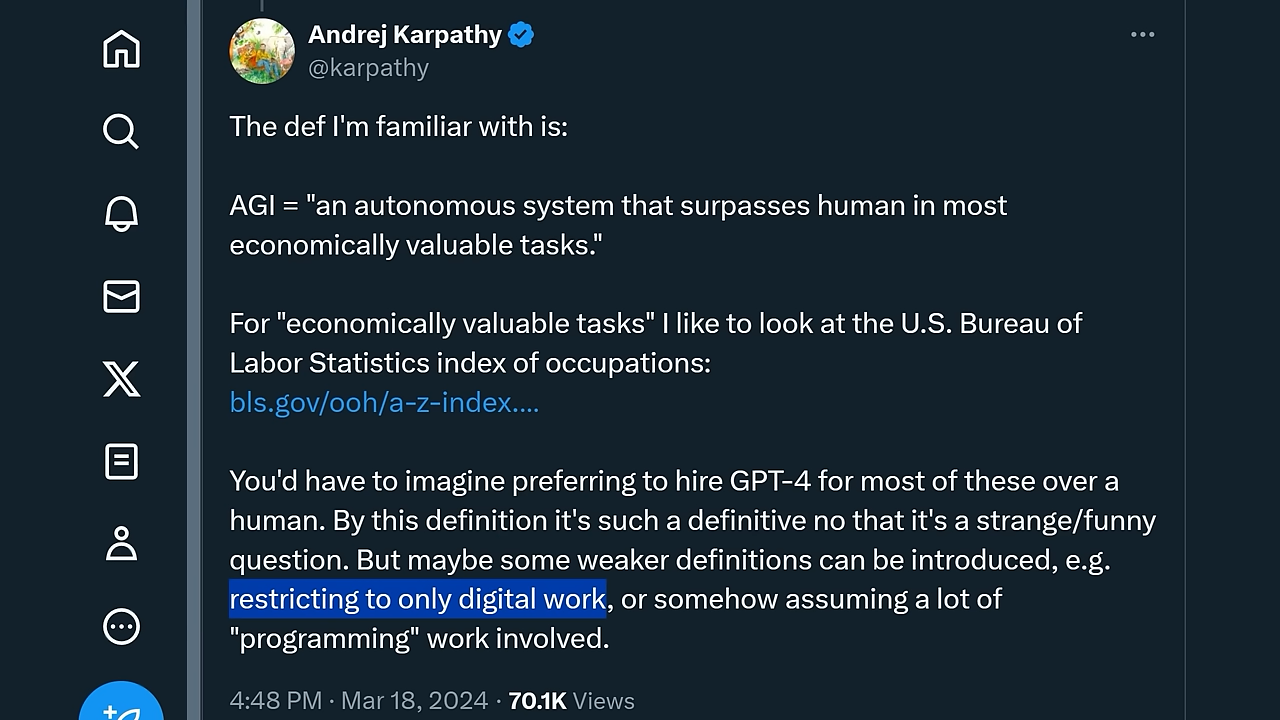 Andrej Karpathy
@karpathy
The def I'm familiar with is:
AGI = "an autonomous system that surpasses human in most
economically valuable tasks."
For "economically valuable tasks" I like to look at the U.S. Bureau of
Labor Statistics index of occupations:
bls.gov/ooh/a-z-index....
You'd have to imagine preferring to hire GPT-4 for most of these over a
human. By this definition it's such a definitive no that it's a strange/funny
question. But maybe some weaker definitions can be introduced, e.g.
restricting to only digital work, or somehow assuming a lot of
"programming" work involved.
4:48 PM · Mar 18, 2024 · 70.1K Views